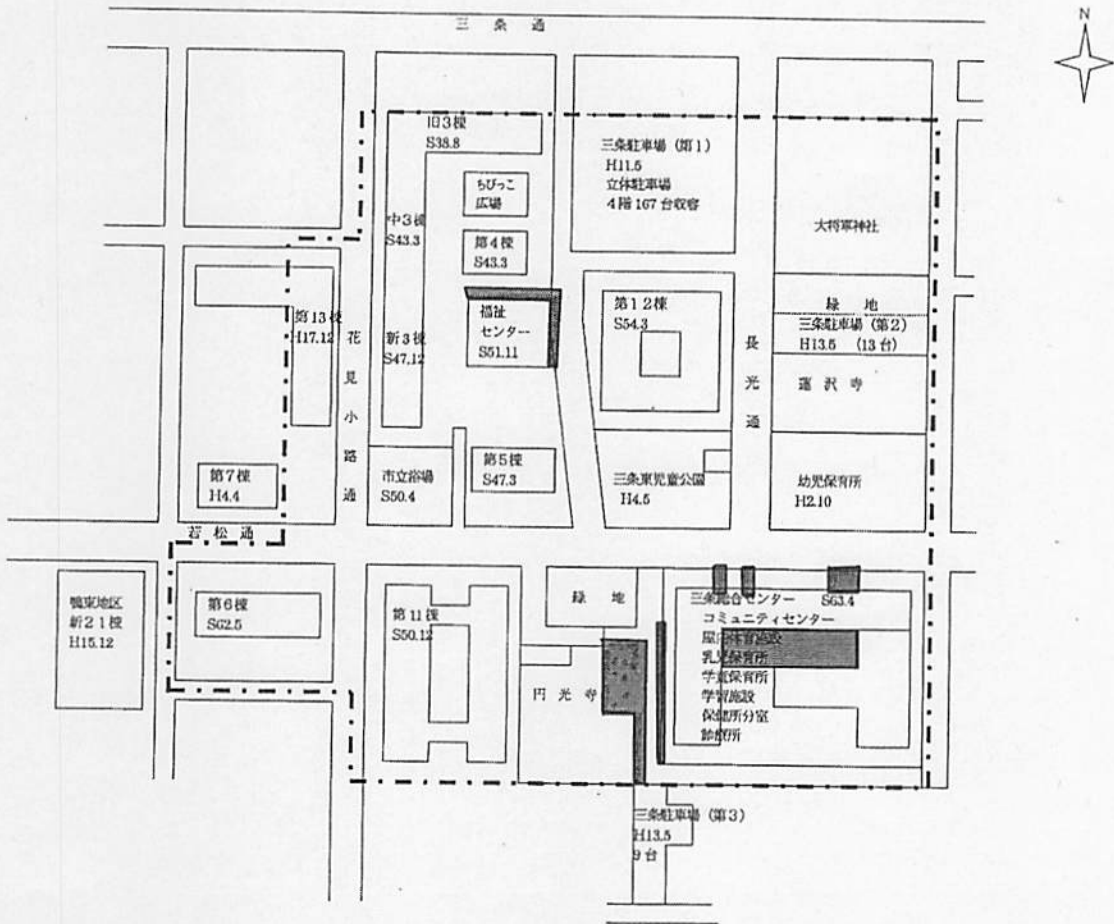 三条通
N
旧3棟
S38.8
ちびっこ
広場
中3棟
S43.3
第4棟
S43.3
三条駐車場(第1)
H11.5
立体駐車場
4階167台収容
大将軍神社
緑地
三条駐車場(第2)
H13.5 (13台)
蓮沢寺
第13棟
H17.12
花見小路通
新3棟
S47.12
福祉
センター
S51.11
第12棟
S54.3
長光通
第7棟
H4.4
市立浴場
S50.4
第5棟
S47.3
三条東児童公園
H4.5
幼児保育所
H2.10
若松通
鴨東地区
新21棟
H15.12
第6棟
S62.5
第11棟
S50.12
緑地
円光寺
三条総合センター S63.4
コミュニティセンター
屋内体育施設
乳児保育所
学童保育所
学習施設
保健所分室
診療所
三条駐車場(第3)
H13.5
9台